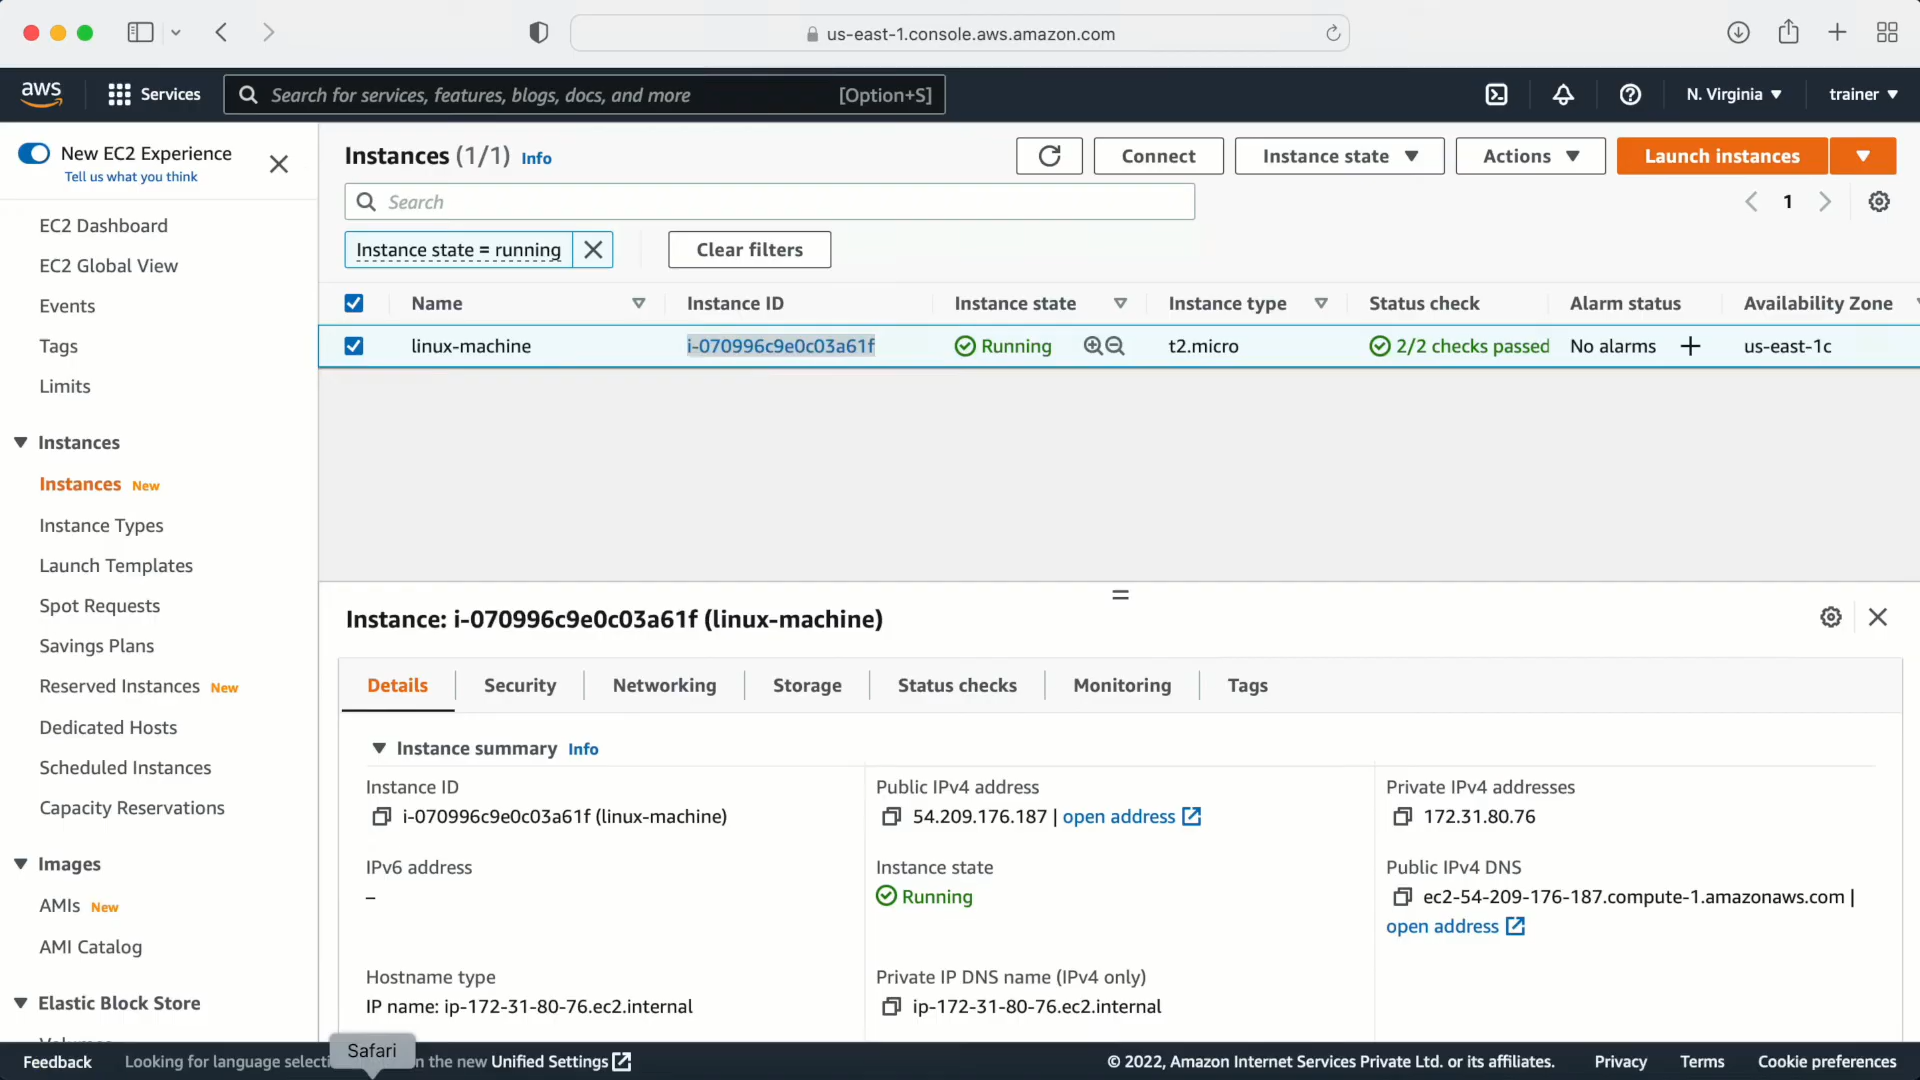 us-east-1.console.aws.amazon.com
aws Services Search for services, features, blogs, docs, and more [Option+S] N. Virginia ▼ trainer ▼
New EC2 Experience
Tell us what you think
EC2 Dashboard
EC2 Global View
Events
Tags
Limits
Instances
Instances New
Instance Types
Launch Templates
Spot Requests
Savings Plans
Reserved Instances New
Dedicated Hosts
Scheduled Instances
Capacity Reservations
Images
AMIs New
AMI Catalog
Elastic Block Store
Instances (1/1) Info Connect Instance state ▼ Actions ▼ Launch instances ▼
Search 1
Instance state = running Clear filters
Name Instance ID Instance state Instance type Status check Alarm status Availability Zone
linux-machine i-070996c9e0c03a61f Running t2.micro 2/2 checks passed No alarms + us-east-1c
Instance: i-070996c9e0c03a61f (linux-machine)
Details Security Networking Storage Status checks Monitoring Tags
Instance summary Info
Instance ID Public IPv4 address Private IPv4 addresses
i-070996c9e0c03a61f (linux-machine) 54.209.176.187 | open address 172.31.80.76
IPv6 address Instance state Public IPv4 DNS
– Running ec2-54-209-176-187.compute-1.amazonaws.com |
open address
Hostname type Private IP DNS name (IPv4 only)
IP name: ip-172-31-80-76.ec2.internal ip-172-31-80-76.ec2.internal
Safari
Feedback Looking for language selecti n the new Unified Settings © 2022, Amazon Internet Services Private Ltd. or its affiliates. Privacy Terms Cookie preferences